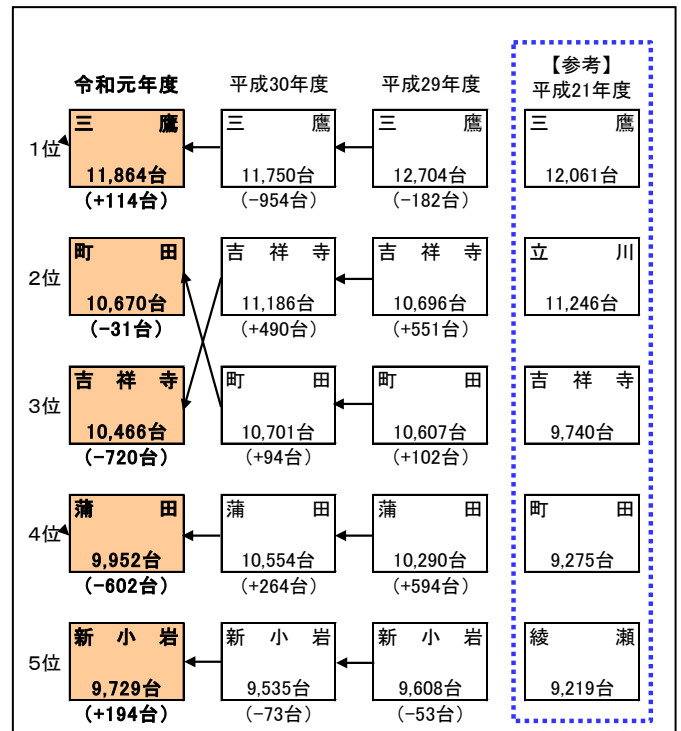 令和元年度 平成30年度 平成29年度 【参考】
平成21年度
1位
三鷹 三鷹 三鷹 三鷹
11,864台 11,750台 12,704台 12,061台
(+114台) (-954台) (-182台)
2位
町田 吉祥寺 吉祥寺 立川
10,670台 11,186台 10,696台 11,246台
(-31台) (+490台) (+551台)
3位
吉祥寺 町田 町田 吉祥寺
10,466台 10,701台 10,607台 9,740台
(-720台) (+94台) (+102台)
4位
蒲田 蒲田 蒲田 町田
9,952台 10,554台 10,290台 9,275台
(-602台) (+264台) (+594台)
5位
新小岩 新小岩 新小岩 綾瀬
9,729台 9,535台 9,608台 9,219台
(+194台) (-73台) (-53台)